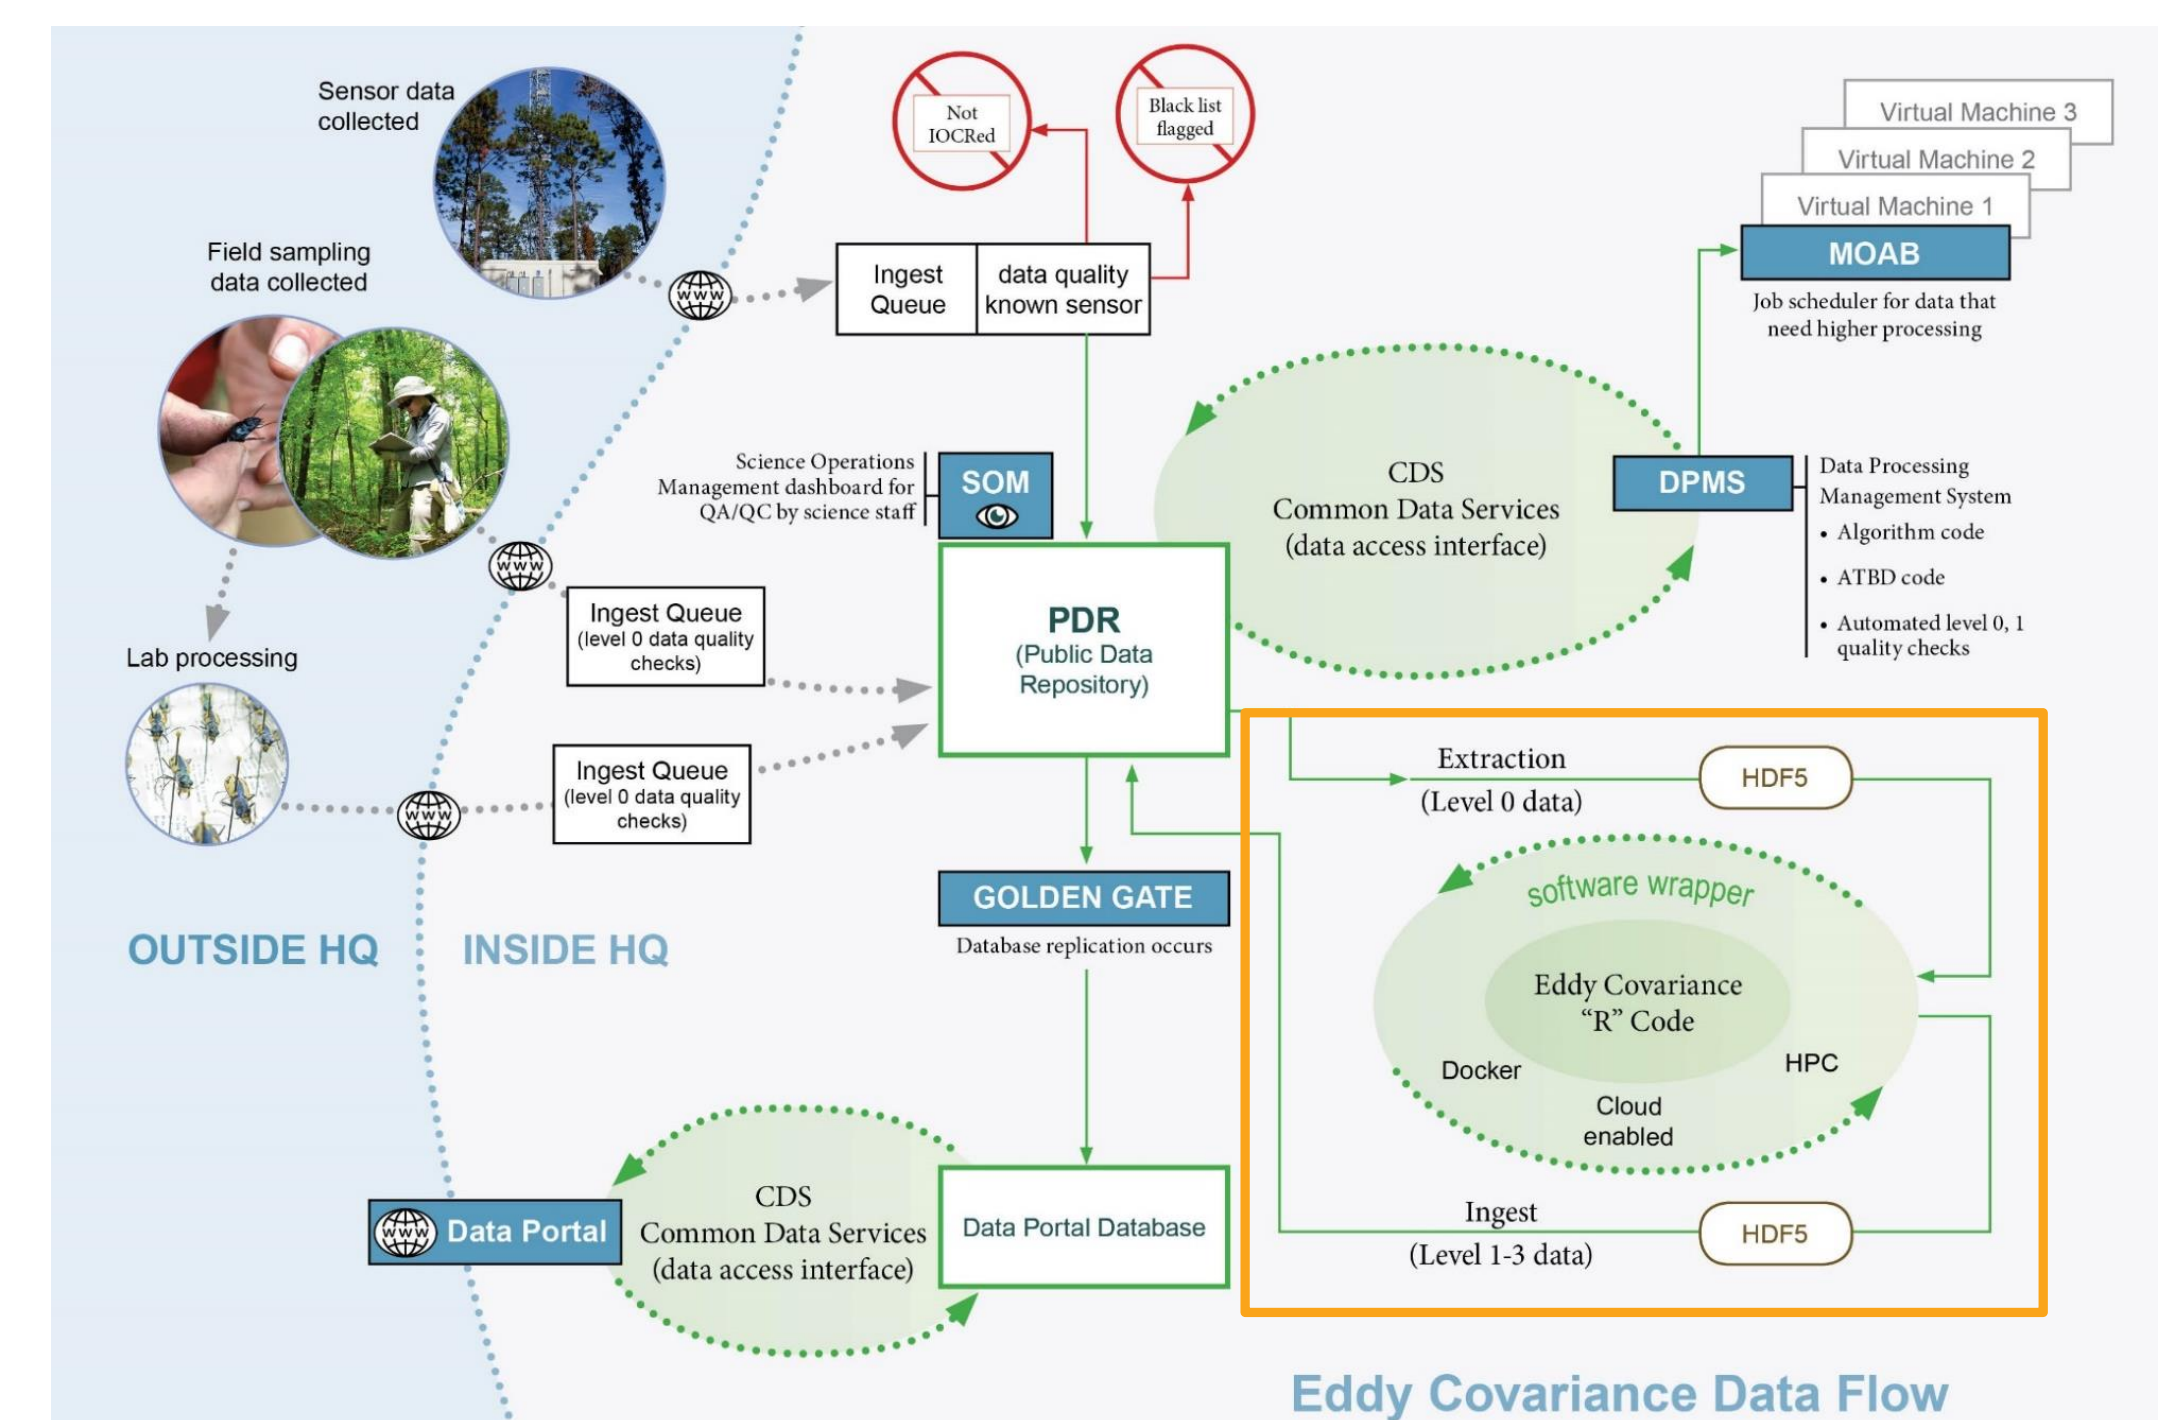 Sensor data
collected
Field sampling
data collected
Lab processing
OUTSIDE HQ
INSIDE HQ
www
www
www
Not
IOCRed
Black list
flagged
Ingest
Queue
data quality
known sensor
Virtual Machine 3
Virtual Machine 2
Virtual Machine 1
MOAB
Job scheduler for data that
need higher processing
Science Operations
Management dashboard for
QA/QC by science staff
SOM
CDS
Common Data Services
(data access interface)
DPMS
Data Processing
Management System
• Algorithm code
• ATBD code
• Automated level 0, 1
quality checks
Ingest Queue
(level 0 data quality
checks)
Ingest Queue
(level 0 data quality
checks)
PDR
(Public Data
Repository)
GOLDEN GATE
Database replication occurs
Extraction
(Level 0 data)
HDF5
software wrapper
Eddy Covariance
“R” Code
Docker
HPC
Cloud
enabled
Ingest
(Level 1-3 data)
HDF5
www
Data Portal
CDS
Common Data Services
(data access interface)
Data Portal Database
Eddy Covariance Data Flow